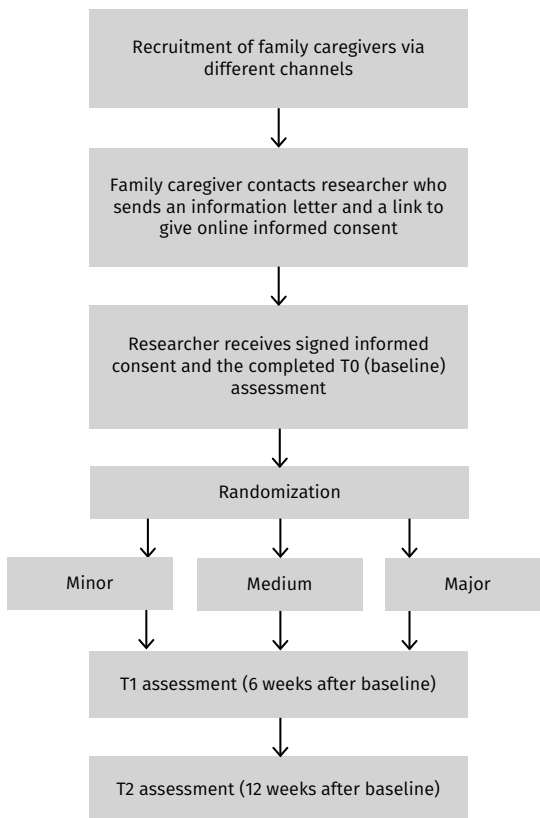 Recruitment of family caregivers via
different channels
Family caregiver contacts researcher who
sends an information letter and a link to
give online informed consent
Researcher receives signed informed
consent and the completed T0 (baseline)
assessment
Randomization
Minor
Medium
Major
T1 assessment (6 weeks after baseline)
T2 assessment (12 weeks after baseline)